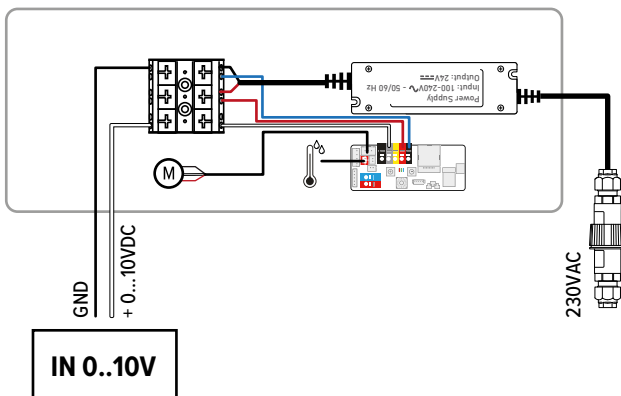 Power Supply
Input: 100-240V ~ - 50/60 Hz
Output: 24V
M
GND
+ 0...10VDC
230VAC
IN 0..10V